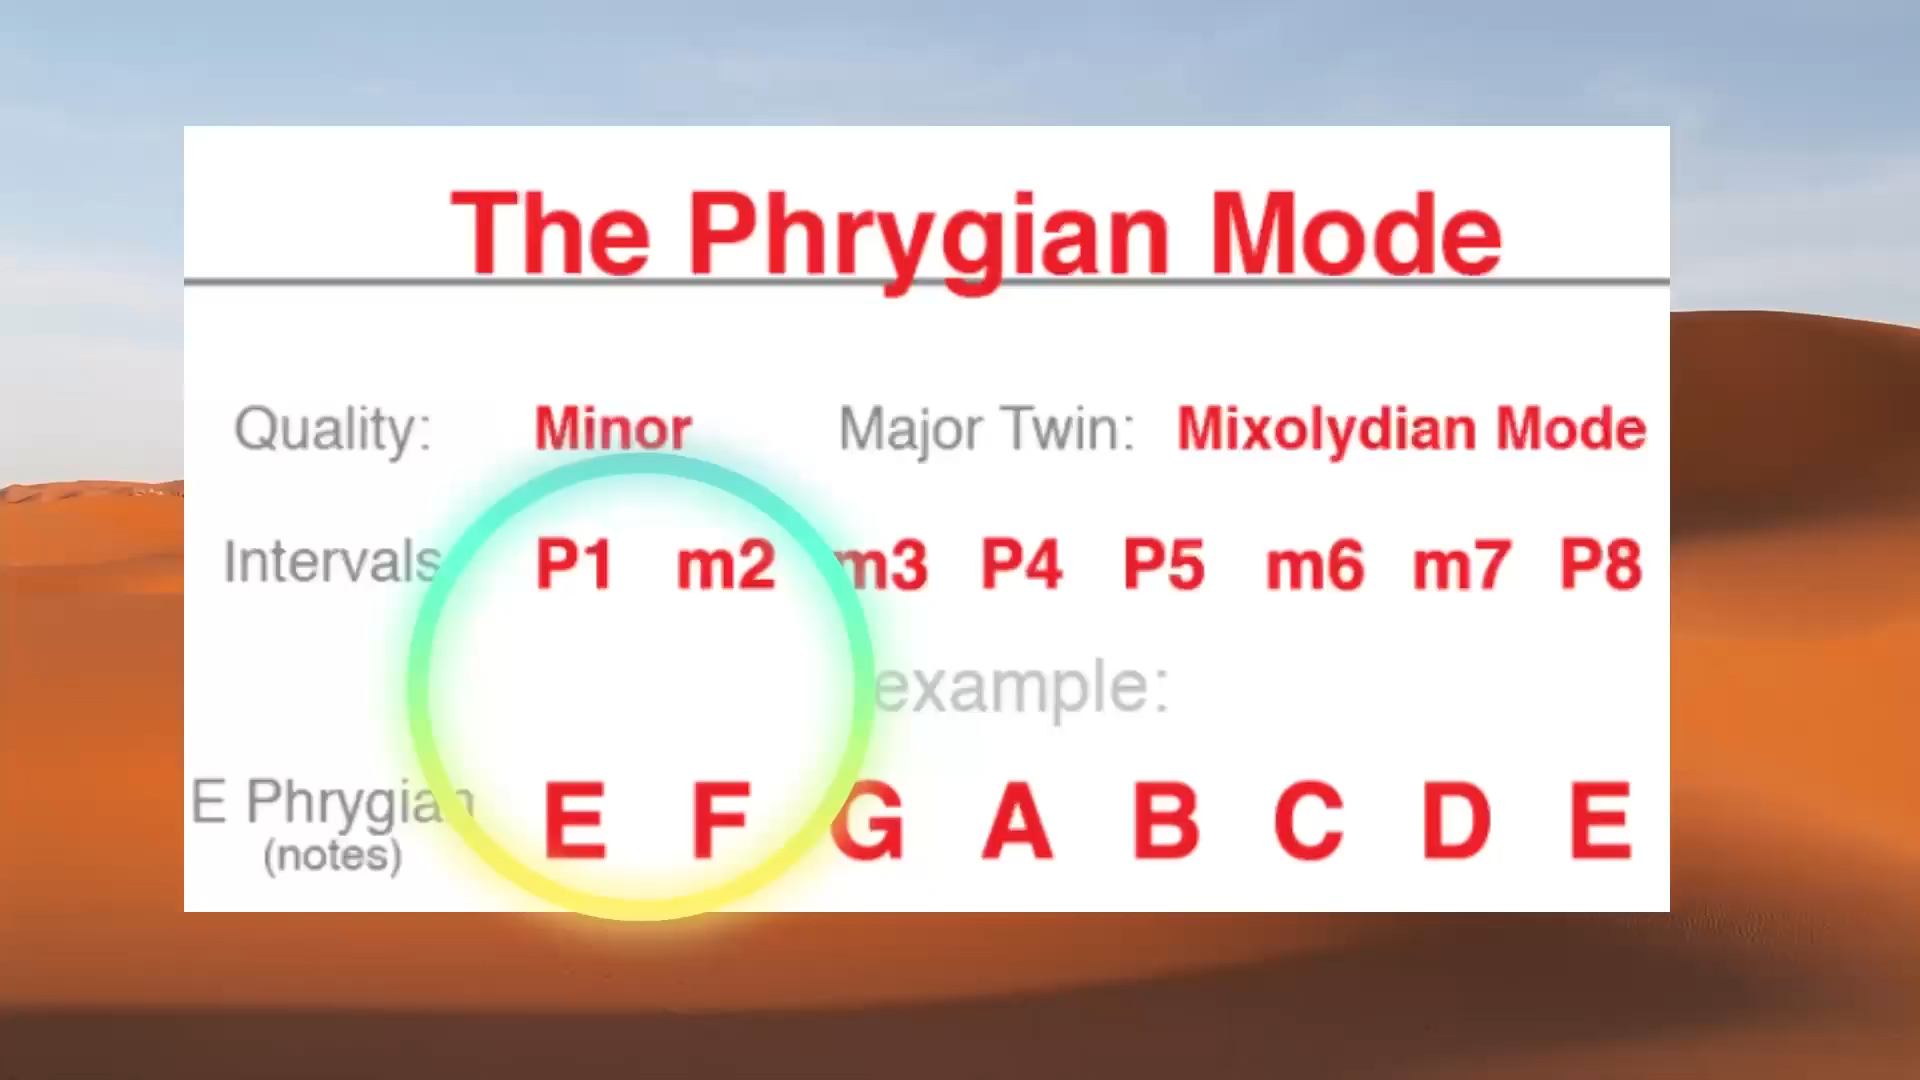 The Phrygian Mode
Quality: Minor Major Twin: Mixolydian Mode
Intervals P1 m2 m3 P4 P5 m6 m7 P8
example:
E Phrygian E F G A B C D E
(notes)